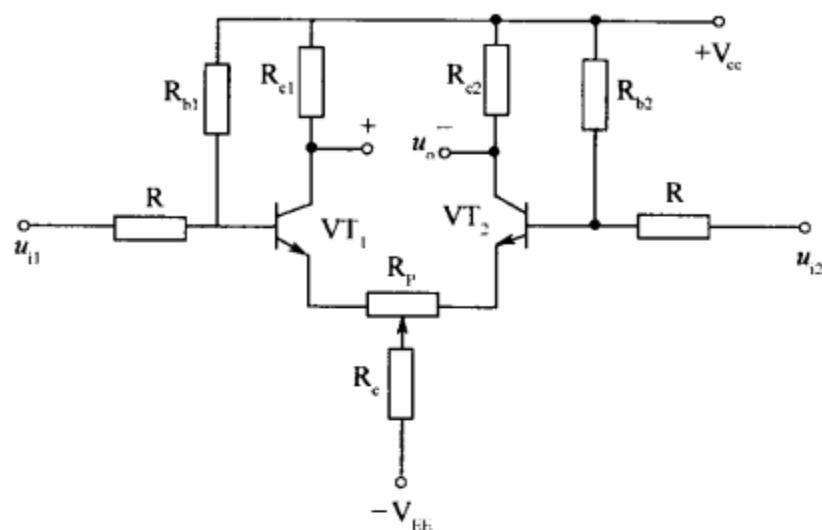 +V_cc
R_b1
R_c1
R_c2
R_b2
+
u_o
−
R
VT_1
VT_2
R
u_i1
R_P
u_i2
R_e
−V_EE